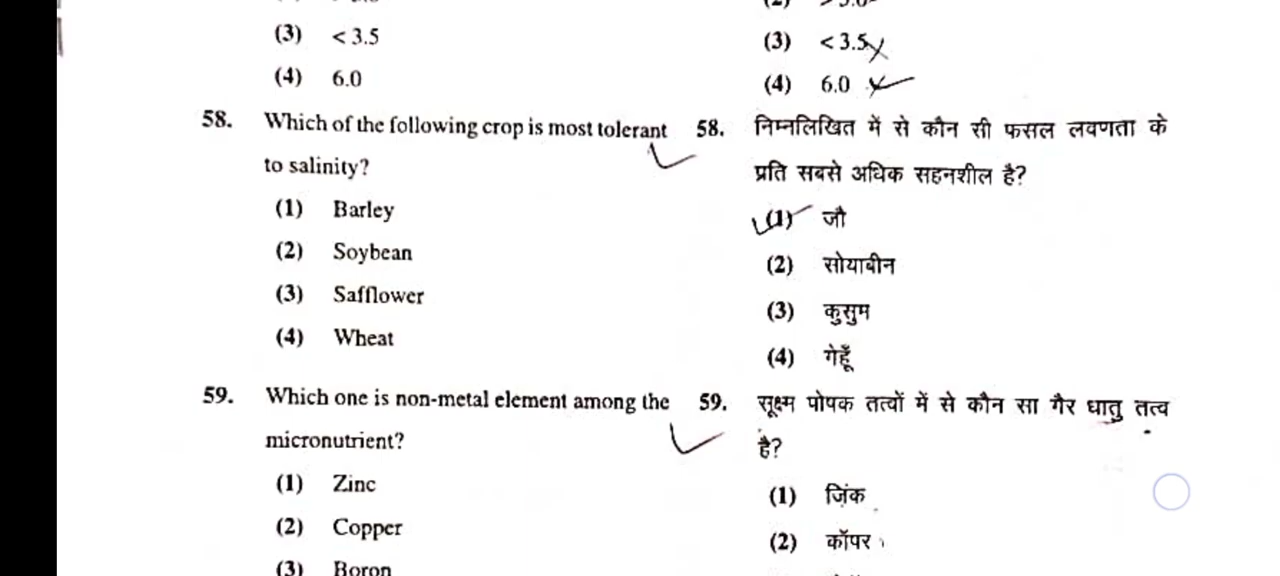 (3) < 3.5
(4) 6.0
58. Which of the following crop is most tolerant
to salinity?
(1) Barley
(2) Soybean
(3) Safflower
(4) Wheat
59. Which one is non-metal element among the
micronutrient?
(1) Zinc
(2) Copper
(3) Boron
(3) < 3.5
(4) 6.0
58. निम्नलिखित में से कौन सी फसल लवणता के
प्रति सबसे अधिक सहनशील है?
(1) जौ
(2) सोयाबीन
(3) कुसुम
(4) गेहूँ
59. सूक्ष्म पोषक तत्वों में से कौन सा गैर धातु तत्व
है?
(1) जिंक
(2) कॉपर